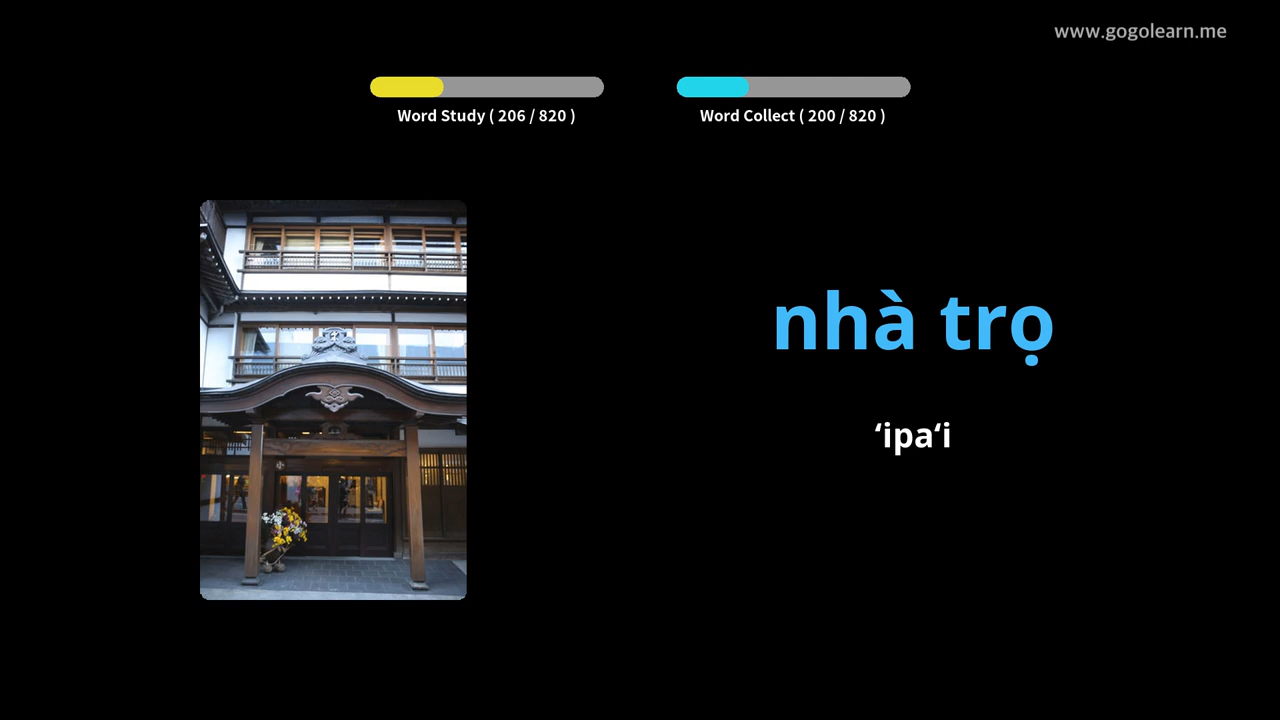 www.gogolearn.me
Word Study ( 206 / 820 )
Word Collect ( 200 / 820 )
nhà trọ
ʻipaʻi